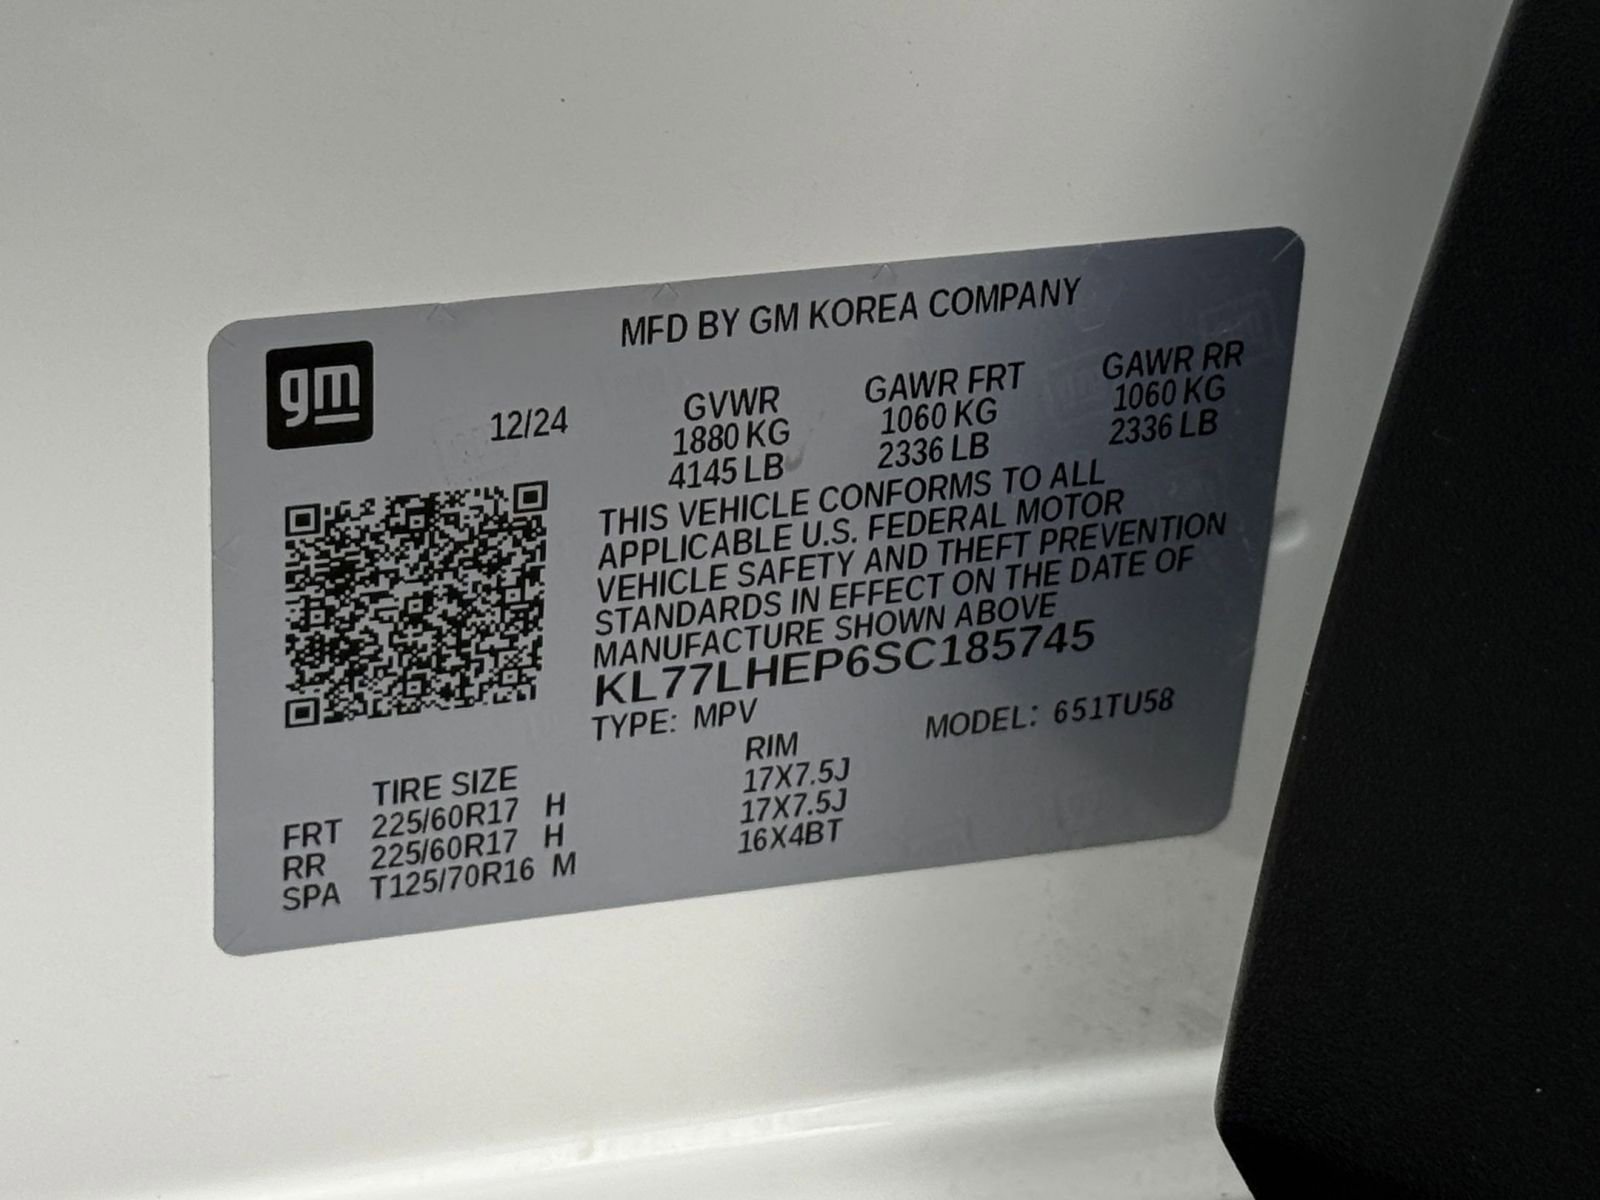 MFD BY GM KOREA COMPANY
gm
12/24
GVWR GAWR FRT GAWR RR
1880 KG 1060 KG 1060 KG
4145 LB 2336 LB 2336 LB
THIS VEHICLE CONFORMS TO ALL
APPLICABLE U.S. FEDERAL MOTOR
VEHICLE SAFETY AND THEFT PREVENTION
STANDARDS IN EFFECT ON THE DATE OF
MANUFACTURE SHOWN ABOVE
KL77LHEP6SC185745
TYPE: MPV MODEL: 651TU58
TIRE SIZE RIM
FRT 225/60R17 H 17X7.5J
RR 225/60R17 H 17X7.5J
SPA T125/70R16 M 16X4BT